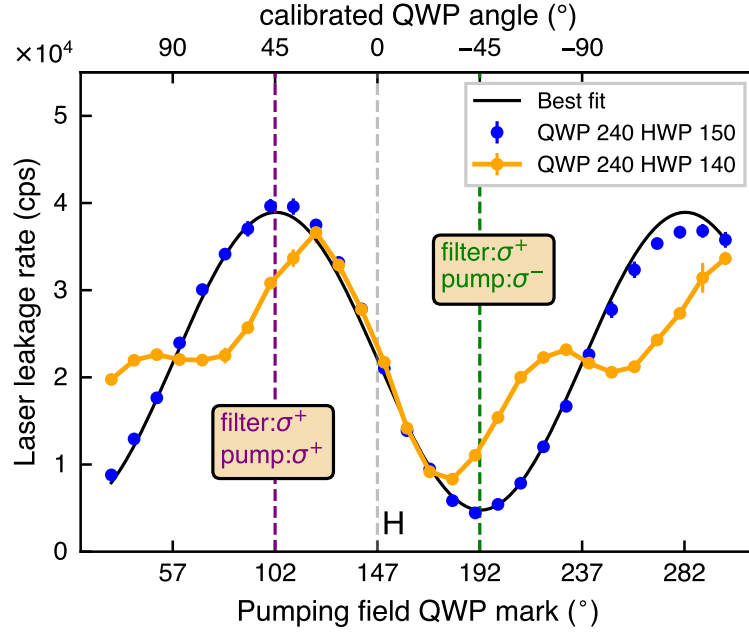 calibrated QWP angle (°)
×10⁴
90 45 0 −45 −90
5
4
3
2
1
0
Laser leakage rate (cps)
Best fit
QWP 240 HWP 150
QWP 240 HWP 140
filter:σ⁺
pump:σ⁻
filter:σ⁺
pump:σ⁺
H
57 102 147 192 237 282
Pumping field QWP mark (°)